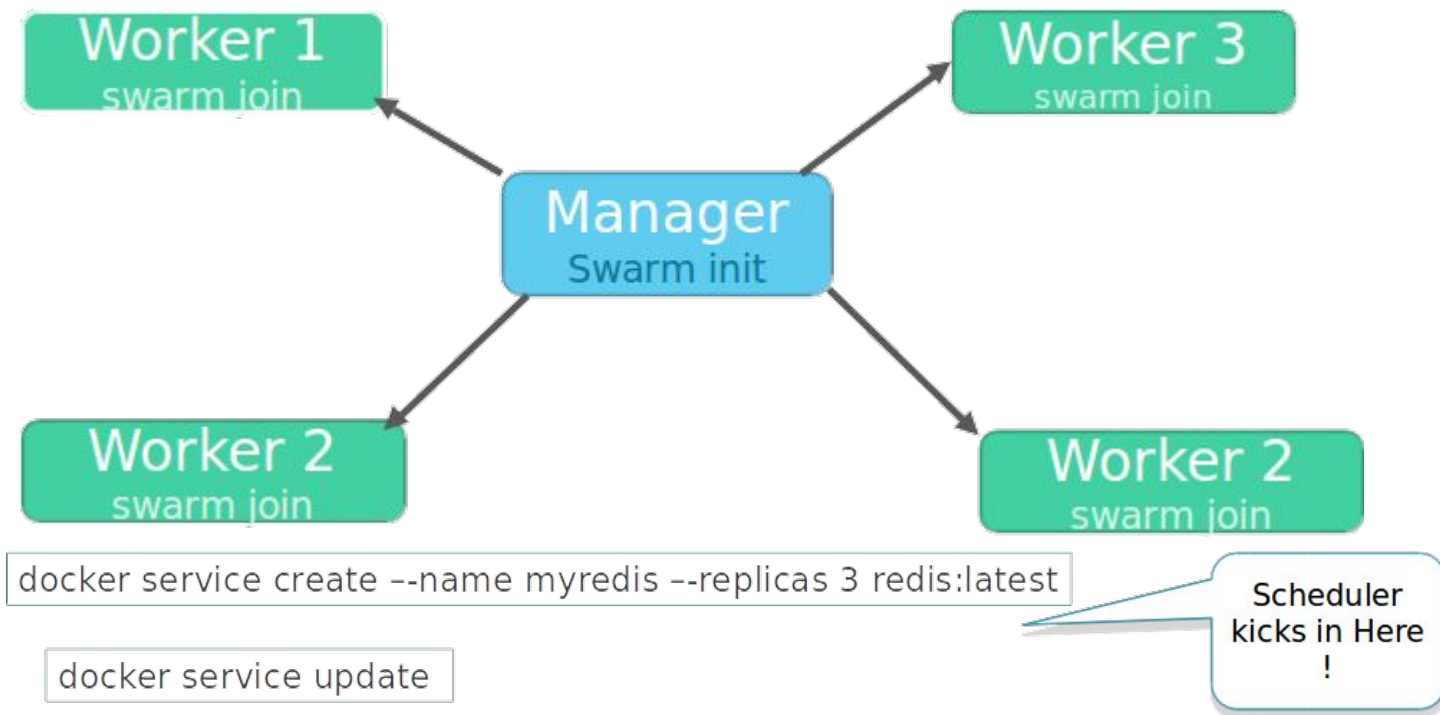 Worker 1
swarm join
Worker 3
swarm join
Manager
Swarm init
Worker 2
swarm join
Worker 2
swarm join
docker service create –-name myredis –-replicas 3 redis:latest
Scheduler
kicks in Here
!
docker service update